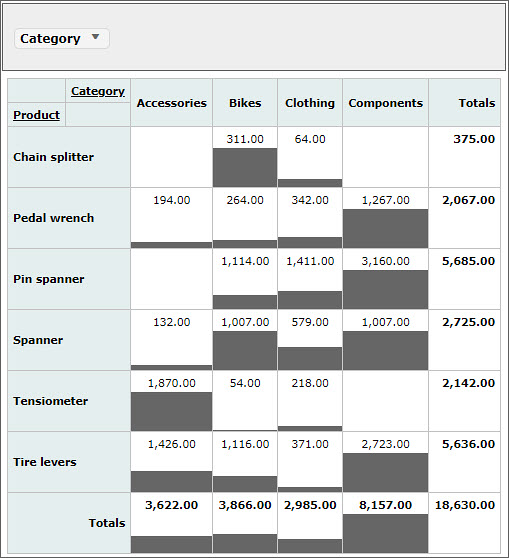 Category
Category
Product
Accessories Bikes Clothing Components Totals
Chain splitter 311.00 64.00 375.00
Pedal wrench 194.00 264.00 342.00 1,267.00 2,067.00
Pin spanner 1,114.00 1,411.00 3,160.00 5,685.00
Spanner 132.00 1,007.00 579.00 1,007.00 2,725.00
Tensiometer 1,870.00 54.00 218.00 2,142.00
Tire levers 1,426.00 1,116.00 371.00 2,723.00 5,636.00
Totals 3,622.00 3,866.00 2,985.00 8,157.00 18,630.00